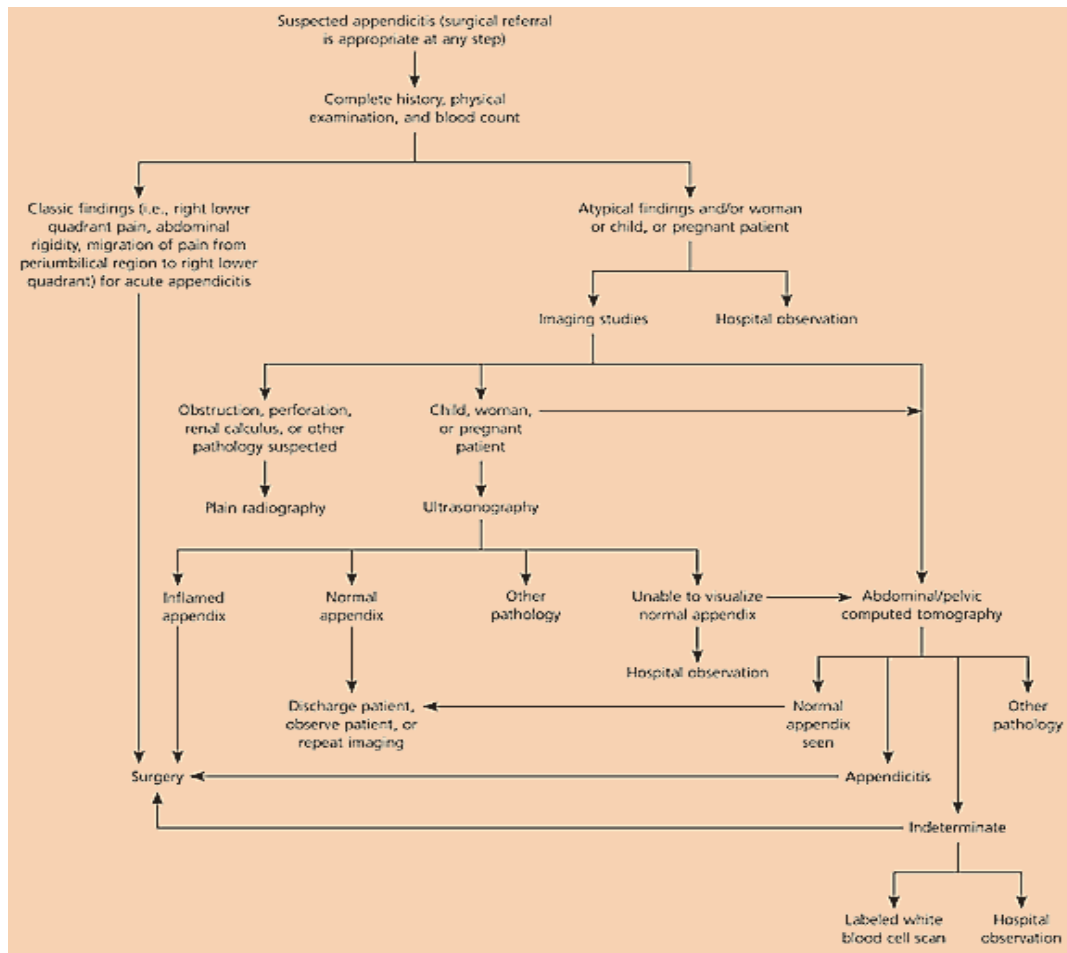 Suspected appendicitis (surgical referral
is appropriate at any step)
Complete history, physical
examination, and blood count
Classic findings (i.e., right lower
quadrant pain, abdominal
rigidity, migration of pain from
periumbilical region to right lower
quadrant) for acute appendicitis
Atypical findings and/or woman
or child, or pregnant patient
Imaging studies
Hospital observation
Obstruction, perforation,
renal calculus, or other
pathology suspected
Child, woman,
or pregnant
patient
Plain radiography
Ultrasonography
Inflamed
appendix
Normal
appendix
Other
pathology
Unable to visualize
normal appendix
Abdominal/pelvic
computed tomography
Hospital observation
Discharge patient,
observe patient, or
repeat imaging
Normal
appendix
seen
Other
pathology
Surgery
Appendicitis
Indeterminate
Labeled white
blood cell scan
Hospital
observation